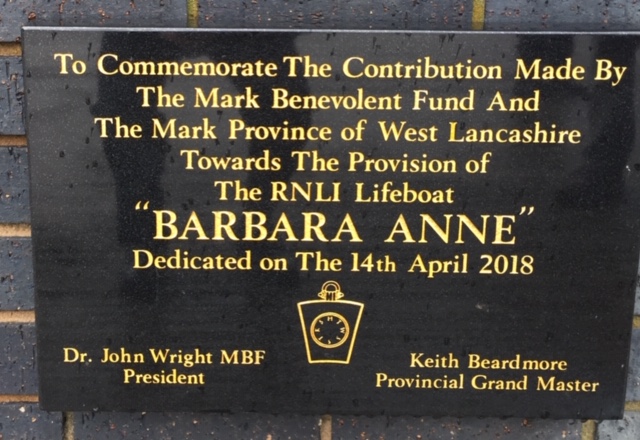 To Commemorate The Contribution Made By
The Mark Benevolent Fund And
The Mark Province of West Lancashire
Towards The Provision of
The RNLI Lifeboat
"BARBARA ANNE"
Dedicated on The 14th April 2018
Dr. John Wright MBF
President
Keith Beardmore
Provincial Grand Master